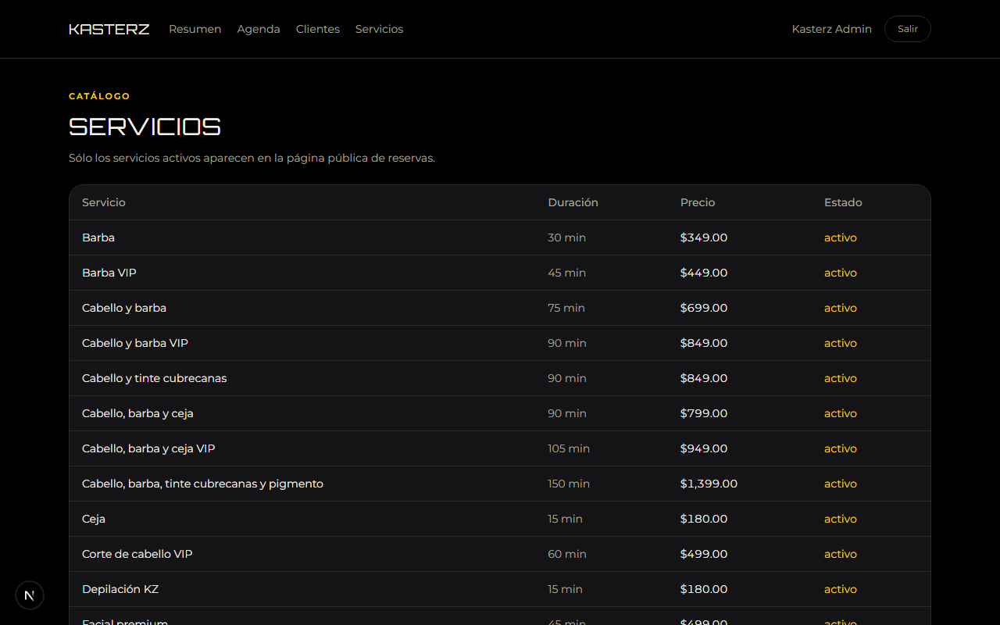 KASTERZ Resumen Agenda Clientes Servicios Kasterz Admin Salir
CATÁLOGO
SERVICIOS
Sólo los servicios activos aparecen en la página pública de reservas.
Servicio Duración Precio Estado
Barba 30 min $349.00 activo
Barba VIP 45 min $449.00 activo
Cabello y barba 75 min $699.00 activo
Cabello y barba VIP 90 min $849.00 activo
Cabello y tinte cubrecanas 90 min $849.00 activo
Cabello, barba y ceja 90 min $799.00 activo
Cabello, barba y ceja VIP 105 min $949.00 activo
Cabello, barba, tinte cubrecanas y pigmento 150 min $1,399.00 activo
Ceja 15 min $180.00 activo
Corte de cabello VIP 60 min $499.00 activo
Depilación KZ 15 min $180.00 activo
Facial premium 45 min $499.00 activo
N